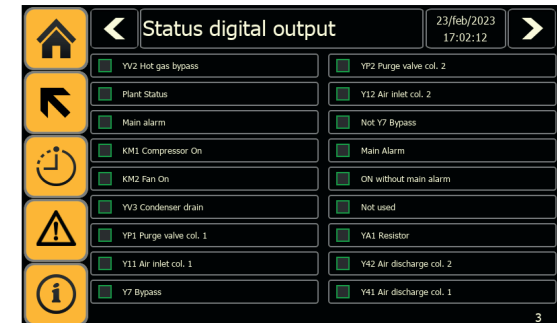 Status digital output
23/feb/2023
17:02:12
YV2 Hot gas bypass
Plant Status
Main alarm
KM1 Compressor On
KM2 Fan On
YV3 Condenser drain
YP1 Purge valve col. 1
Y11 Air inlet col. 1
Y7 Bypass
YP2 Purge valve col. 2
Y12 Air inlet col. 2
Not Y7 Bypass
Main Alarm
ON without main alarm
Not used
YA1 Resistor
Y42 Air discharge col. 2
Y41 Air discharge col. 1
3